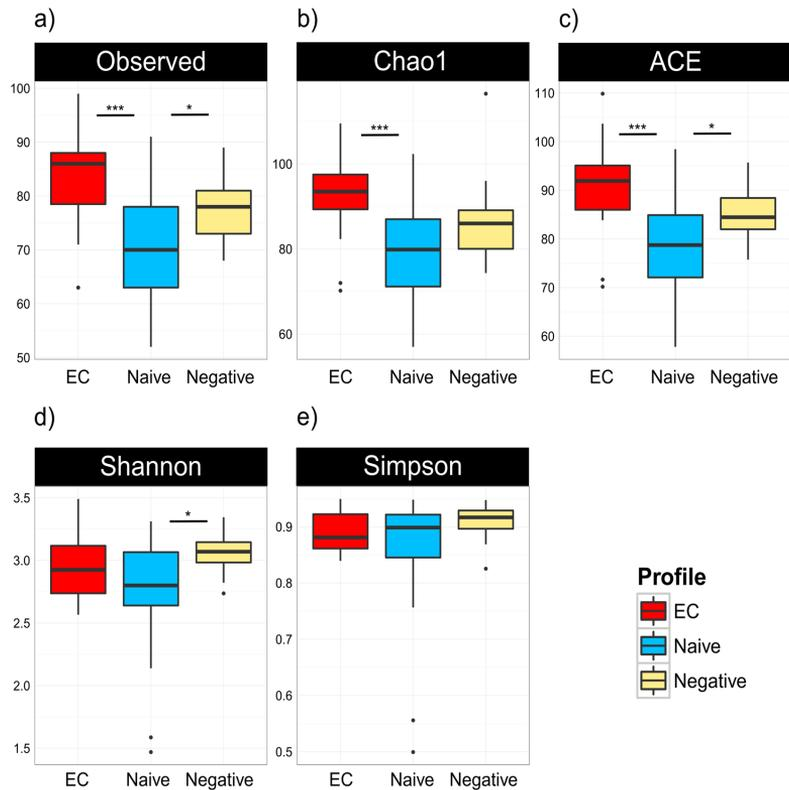 a) b) c)
Observed Chao1 ACE
*** * *** *** *
100
90
80
70
60
50
100
80
60
110
100
90
80
70
60
EC Naive Negative EC Naive Negative EC Naive Negative
d) e)
Shannon Simpson
*
3.5
3.0
2.5
2.0
1.5
0.9
0.8
0.7
0.6
0.5
EC Naive Negative EC Naive Negative
Profile
EC
Naive
Negative